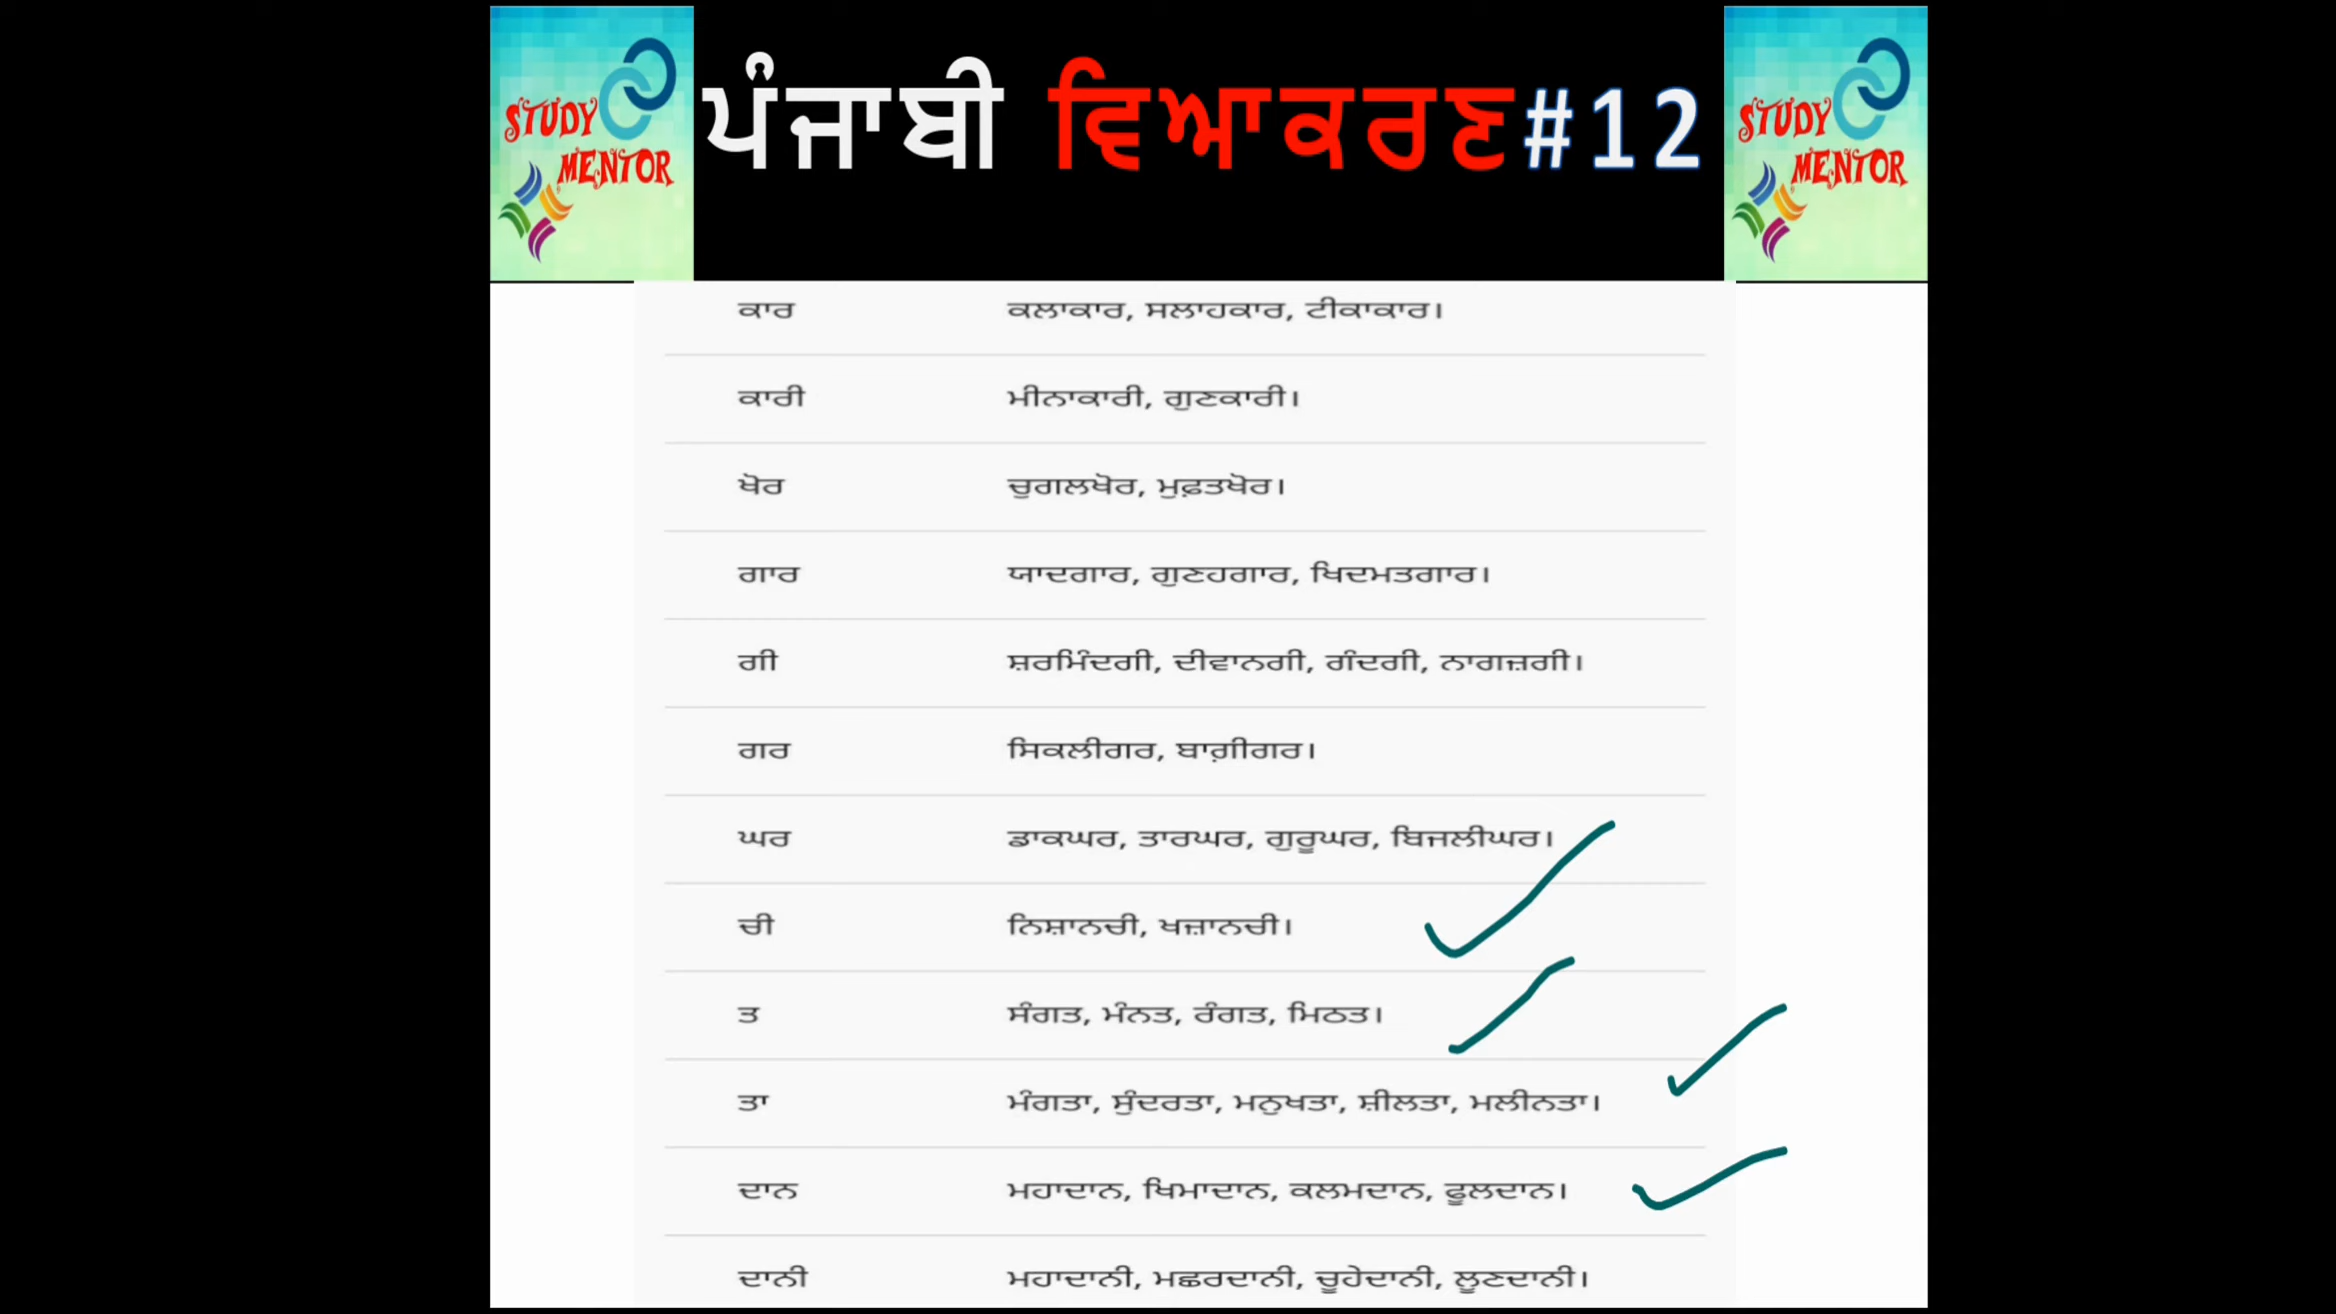 STUDY
MENTOR
ਪੰਜਾਬੀ ਵਿਆਕਰਣ#12
STUDY
MENTOR
ਕਾਰ ਕਲਾਕਾਰ, ਸਲਾਹਕਾਰ, ਟੀਕਾਕਾਰ।
ਕਾਰੀ ਮੀਨਾਕਾਰੀ, ਗੁਣਕਾਰੀ।
ਖੋਰ ਚੁਗਲਖੋਰ, ਮੁਫ਼ਤਖੋਰ।
ਗਾਰ ਯਾਦਗਾਰ, ਗੁਣਹਗਾਰ, ਖਿਦਮਤਗਾਰ।
ਗੀ ਸ਼ਰਮਿੰਦਗੀ, ਦੀਵਾਨਗੀ, ਗੰਦਗੀ, ਨਾਗਜ਼ਗੀ।
ਗਰ ਸਿਕਲੀਗਰ, ਬਾਗ਼ੀਗਰ।
ਘਰ ਡਾਕਘਰ, ਤਾਰਘਰ, ਗੁਰੂਘਰ, ਬਿਜਲੀਘਰ।
ਚੀ ਨਿਸ਼ਾਨਚੀ, ਖਜ਼ਾਨਚੀ।
ਤ ਸੰਗਤ, ਮੰਨਤ, ਰੰਗਤ, ਮਿਠਤ।
ਤਾ ਮੰਗਤਾ, ਸੁੰਦਰਤਾ, ਮਨੁਖਤਾ, ਸ਼ੀਲਤਾ, ਮਲੀਨਤਾ।
ਦਾਨ ਮਹਾਦਾਨ, ਖਿਮਾਦਾਨ, ਕਲਮਦਾਨ, ਫੂਲਦਾਨ।
ਦਾਨੀ ਮਹਾਦਾਨੀ, ਮਛਰਦਾਨੀ, ਚੂਹੇਦਾਨੀ, ਲੂਣਦਾਨੀ।